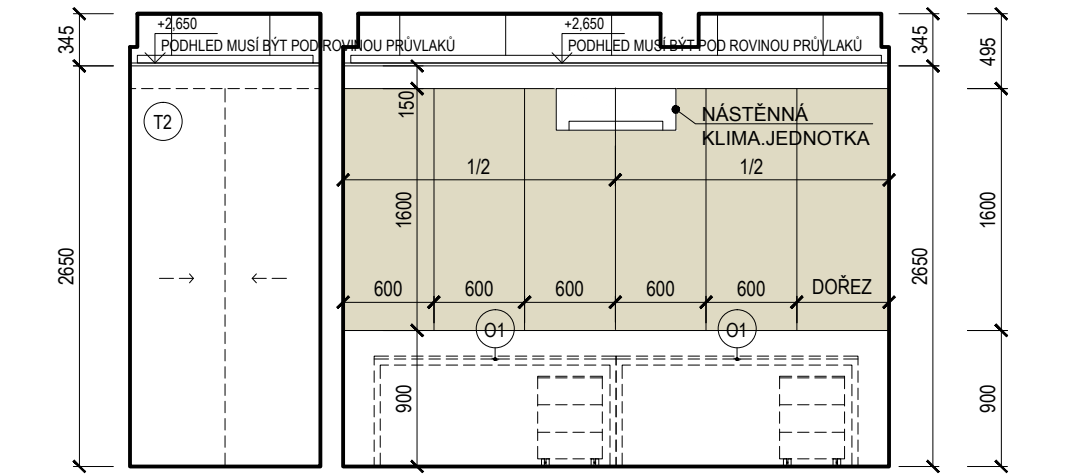 +2,650
PODHLED MUSÍ BÝT POD ROVINOU PRŮVLAKŮ
+2,650
PODHLED MUSÍ BÝT POD ROVINOU PRŮVLAKŮ
345
345
495
T2
150
NÁSTĚNNÁ
KLIMA.JEDNOTKA
1/2
1/2
1600
1600
2650
2650
600
600
600
600
600
DOŘEZ
O1
O1
900
900